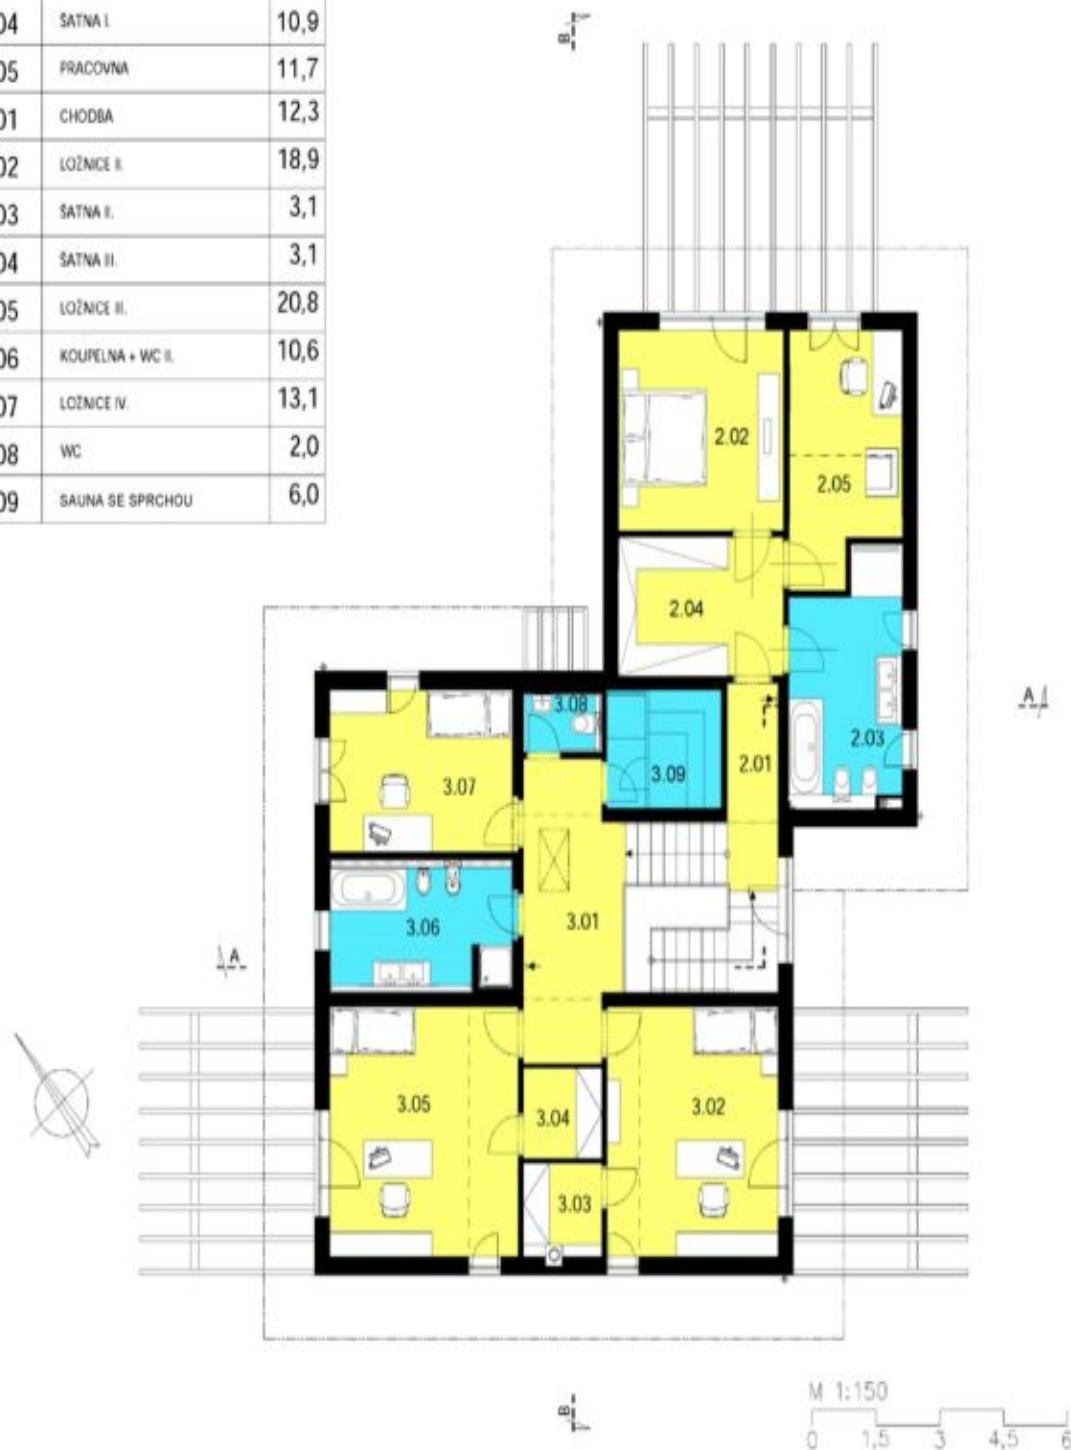 04 ŠATNA I. 10,9
05 PRACOVNA 11,7
01 CHODBA 12,3
02 LOŽNICE II. 18,9
03 ŠATNA II. 3,1
04 ŠATNA III. 3,1
05 LOŽNICE III. 20,8
06 KOUPELNA + WC II. 10,6
07 LOŽNICE IV. 13,1
08 WC 2,0
09 SAUNA SE SPRCHOU 6,0
B
2.02
2.05
2.04
A
3.08
2.03
2.01
3.09
3.07
3.01
3.06
A
3.05
3.04
3.02
3.03
B
M 1:150
0 1,5 3 4,5 6